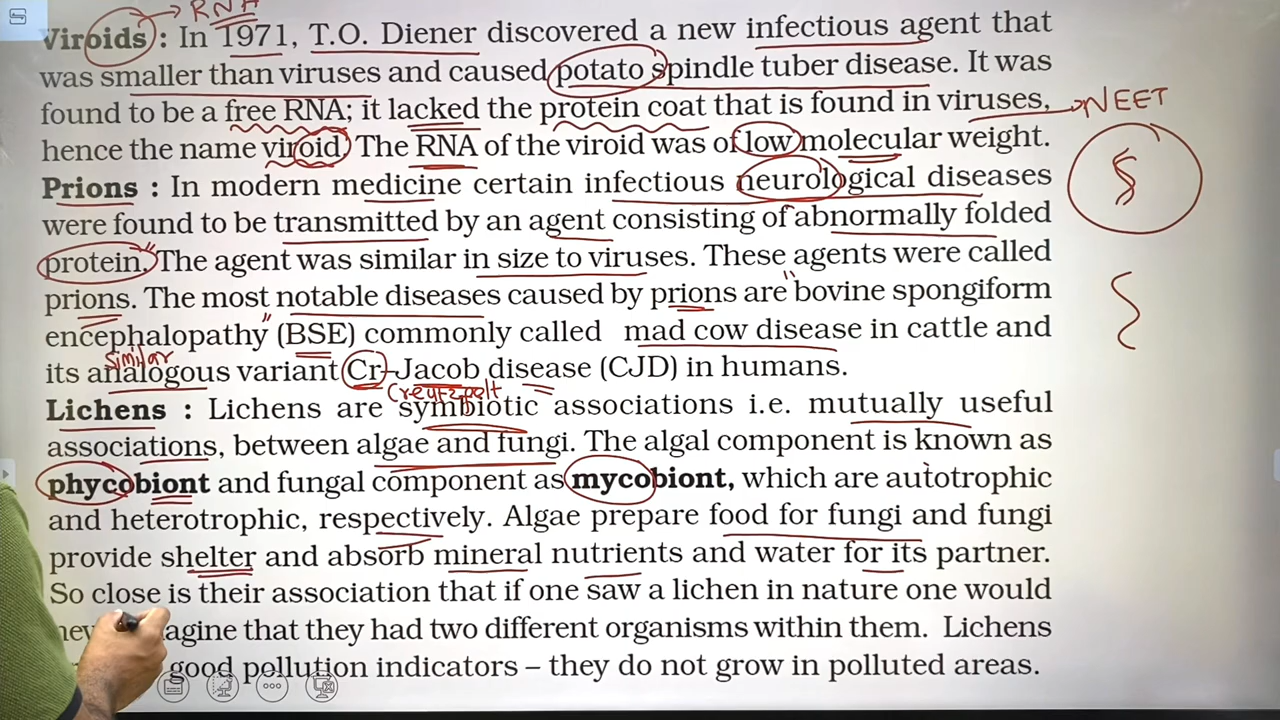 RNA
Viroids : In 1971, T.O. Diener discovered a new infectious agent that
was smaller than viruses and caused potato spindle tuber disease. It was
found to be a free RNA; it lacked the protein coat that is found in viruses,
NEET
hence the name viroid. The RNA of the viroid was of low molecular weight.
Prions : In modern medicine certain infectious neurological diseases
were found to be transmitted by an agent consisting of abnormally folded
protein. The agent was similar in size to viruses. These agents were called
prions. The most notable diseases caused by prions are bovine spongiform
encephalopathy (BSE) commonly called mad cow disease in cattle and
similar
its analogous variant Cr–Jacob disease (CJD) in humans.
Lichens : Lichens are symbiotic associations i.e. mutually useful
associations, between algae and fungi. The algal component is known as
phycobiont and fungal component as mycobiont, which are autotrophic
and heterotrophic, respectively. Algae prepare food for fungi and fungi
provide shelter and absorb mineral nutrients and water for its partner.
So close is their association that if one saw a lichen in nature one would
that they had two different organisms within them. Lichens
good pollution indicators – they do not grow in polluted areas.